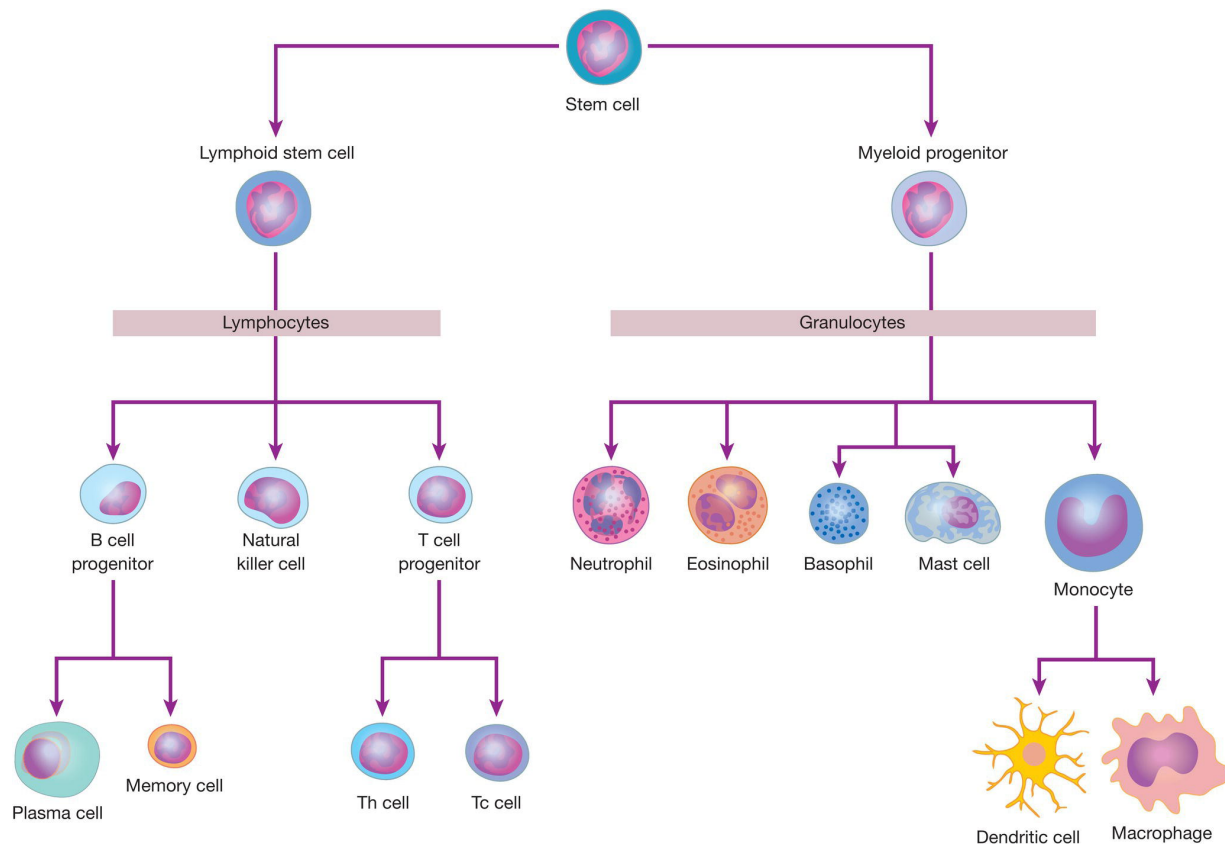 Stem cell
Lymphoid stem cell
Myeloid progenitor
Lymphocytes
Granulocytes
B cell
progenitor
Natural
killer cell
T cell
progenitor
Neutrophil
Eosinophil
Basophil
Mast cell
Monocyte
Plasma cell
Memory cell
Th cell
Tc cell
Dendritic cell
Macrophage